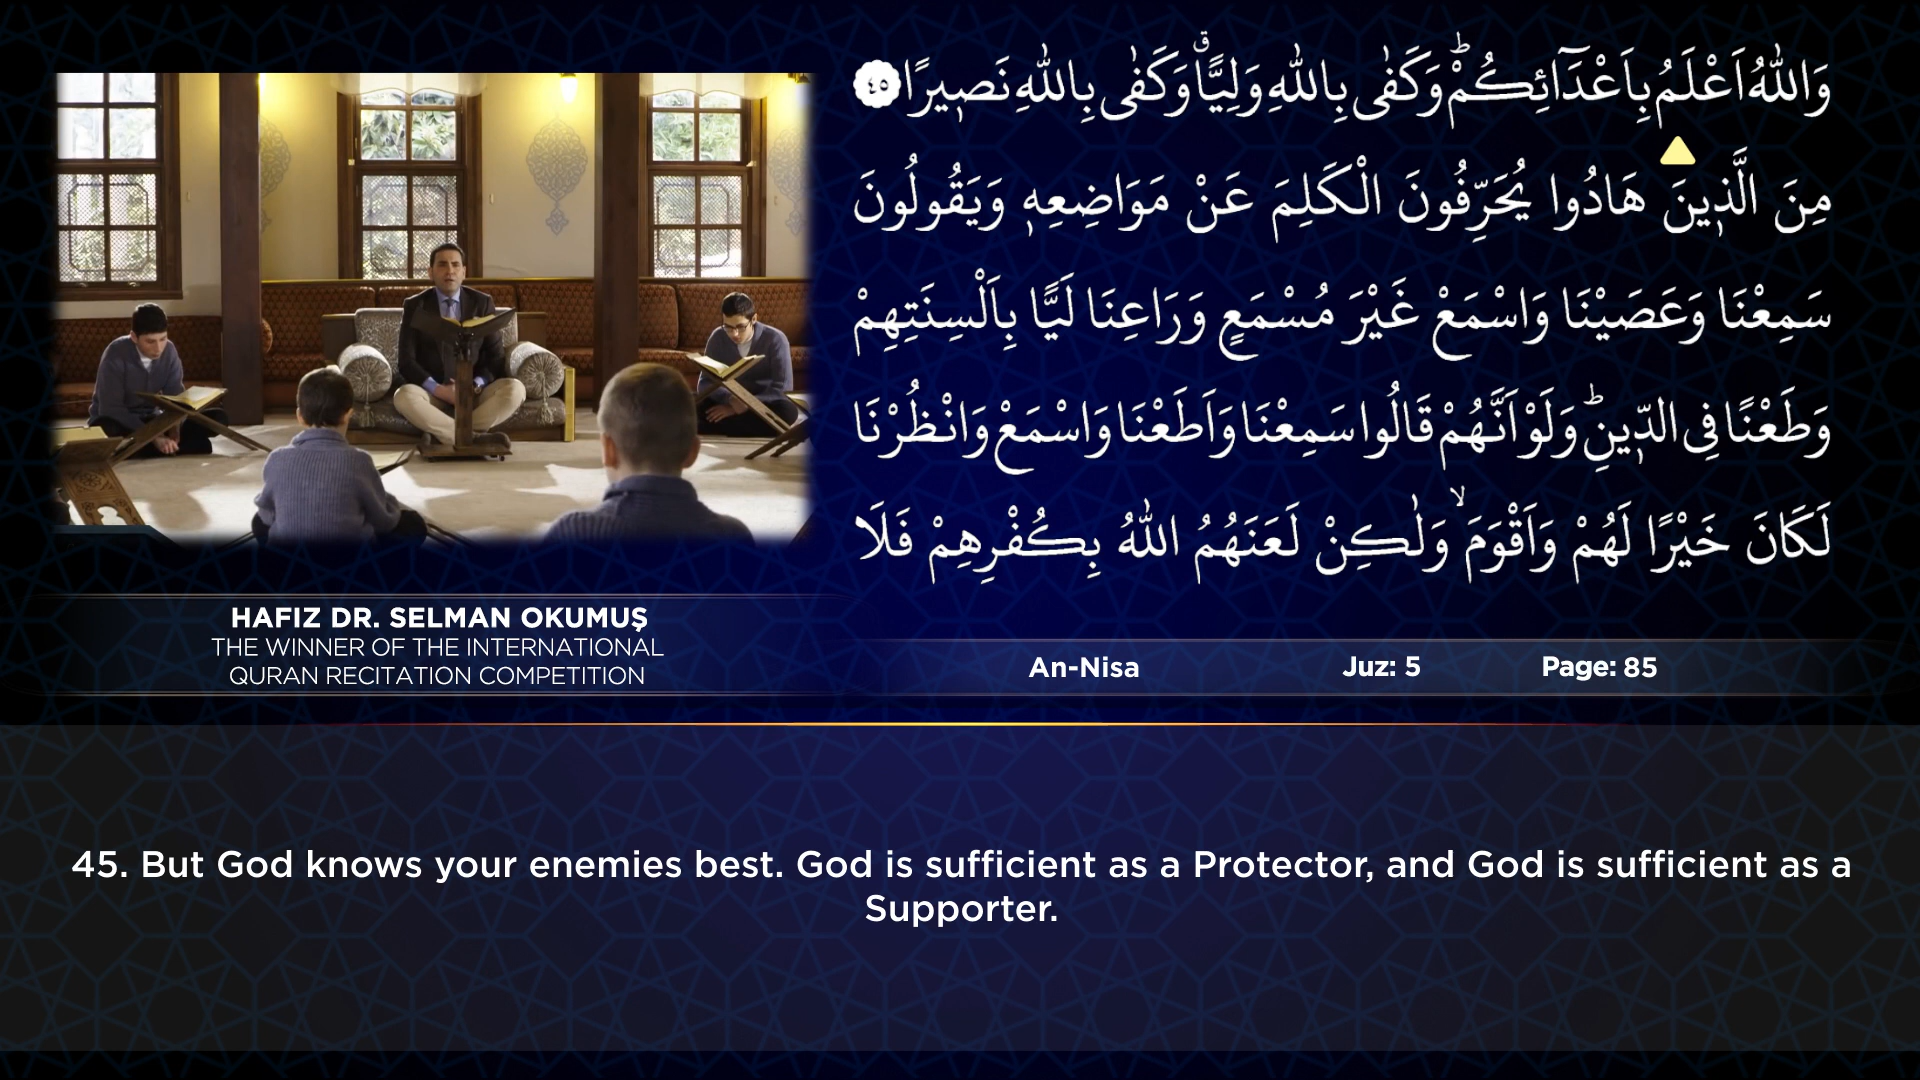 وَاللّٰهُ اَعْلَمُ بِاَعْدَٓائِكُمْۜ وَكَفٰى بِاللّٰهِ وَلِيًّاۗ وَكَفٰى بِاللّٰهِ نَص۪يرًا ٤٥
مِنَ الَّذ۪ينَ هَادُوا يُحَرِّفُونَ الْكَلِمَ عَنْ مَوَاضِعِه۪ وَيَقُولُونَ
سَمِعْنَا وَعَصَيْنَا وَاسْمَعْ غَيْرَ مُسْمَعٍ وَرَاعِنَا لَيًّا بِاَلْسِنَتِهِمْ
وَطَعْنًا فِي الدّ۪ينِۜ وَلَوْ اَنَّهُمْ قَالُوا سَمِعْنَا وَاَطَعْنَا وَاسْمَعْ وَانْظُرْنَا
لَكَانَ خَيْرًا لَهُمْ وَاَقْوَمَۙ وَلٰكِنْ لَعَنَهُمُ اللّٰهُ بِكُفْرِهِمْ فَلَا
HAFIZ DR. SELMAN OKUMUŞ
THE WINNER OF THE INTERNATIONAL
QURAN RECITATION COMPETITION
An-Nisa Juz: 5 Page: 85
45. But God knows your enemies best. God is sufficient as a Protector, and God is sufficient as a
Supporter.